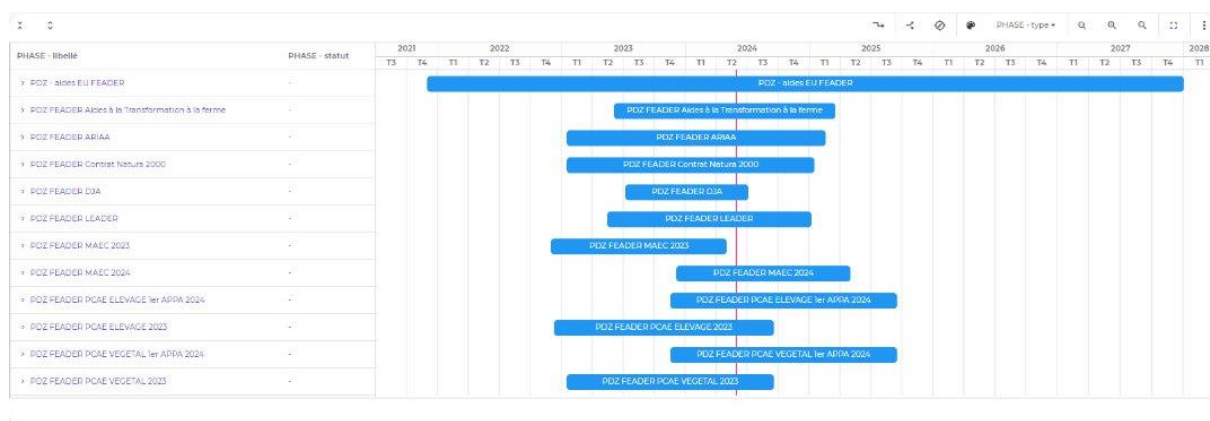 PHASE - type
PHASE - libellé PHASE - statut
2021 2022 2023 2024 2025 2026 2027 2028
T3 T4 T1 T2 T3 T4 T1 T2 T3 T4 T1 T2 T3 T4 T1 T2 T3 T4 T1 T2 T3 T4 T1 T2 T3 T4 T1
PDZ - aides EU FEADER - PDZ - aides EU FEADER
PDZ FEADER Aides à la Transformation à la ferme - PDZ FEADER Aides à la Transformation à la ferme
PDZ FEADER ARIAA - PDZ FEADER ARIAA
PDZ FEADER Contrat Natura 2000 - PDZ FEADER Contrat Natura 2000
PDZ FEADER DJA - PDZ FEADER DJA
PDZ FEADER LEADER - PDZ FEADER LEADER
PDZ FEADER MAEC 2023 - PDZ FEADER MAEC 2023
PDZ FEADER MAEC 2024 - PDZ FEADER MAEC 2024
PDZ FEADER PCAE ELEVAGE 1er APPA 2024 - PDZ FEADER PCAE ELEVAGE 1er APPA 2024
PDZ FEADER PCAE ELEVAGE 2023 - PDZ FEADER PCAE ELEVAGE 2023
PDZ FEADER PCAE VEGETAL 1er APPA 2024 - PDZ FEADER PCAE VEGETAL 1er APPA 2024
PDZ FEADER PCAE VEGETAL 2023 - PDZ FEADER PCAE VEGETAL 2023